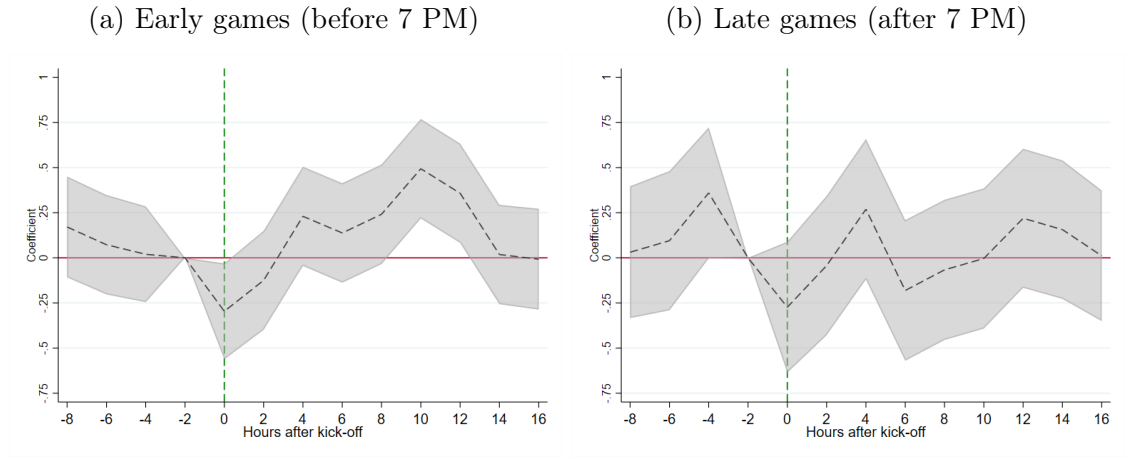 (a) Early games (before 7 PM)
Coefficient
1
.75
.5
.25
0
-.25
-.5
-.75
-8 -6 -4 -2 0 2 4 6 8 10 12 14 16
Hours after kick-off
(b) Late games (after 7 PM)
Coefficient
1
.75
.5
.25
0
-.25
-.5
-.75
-8 -6 -4 -2 0 2 4 6 8 10 12 14 16
Hours after kick-off